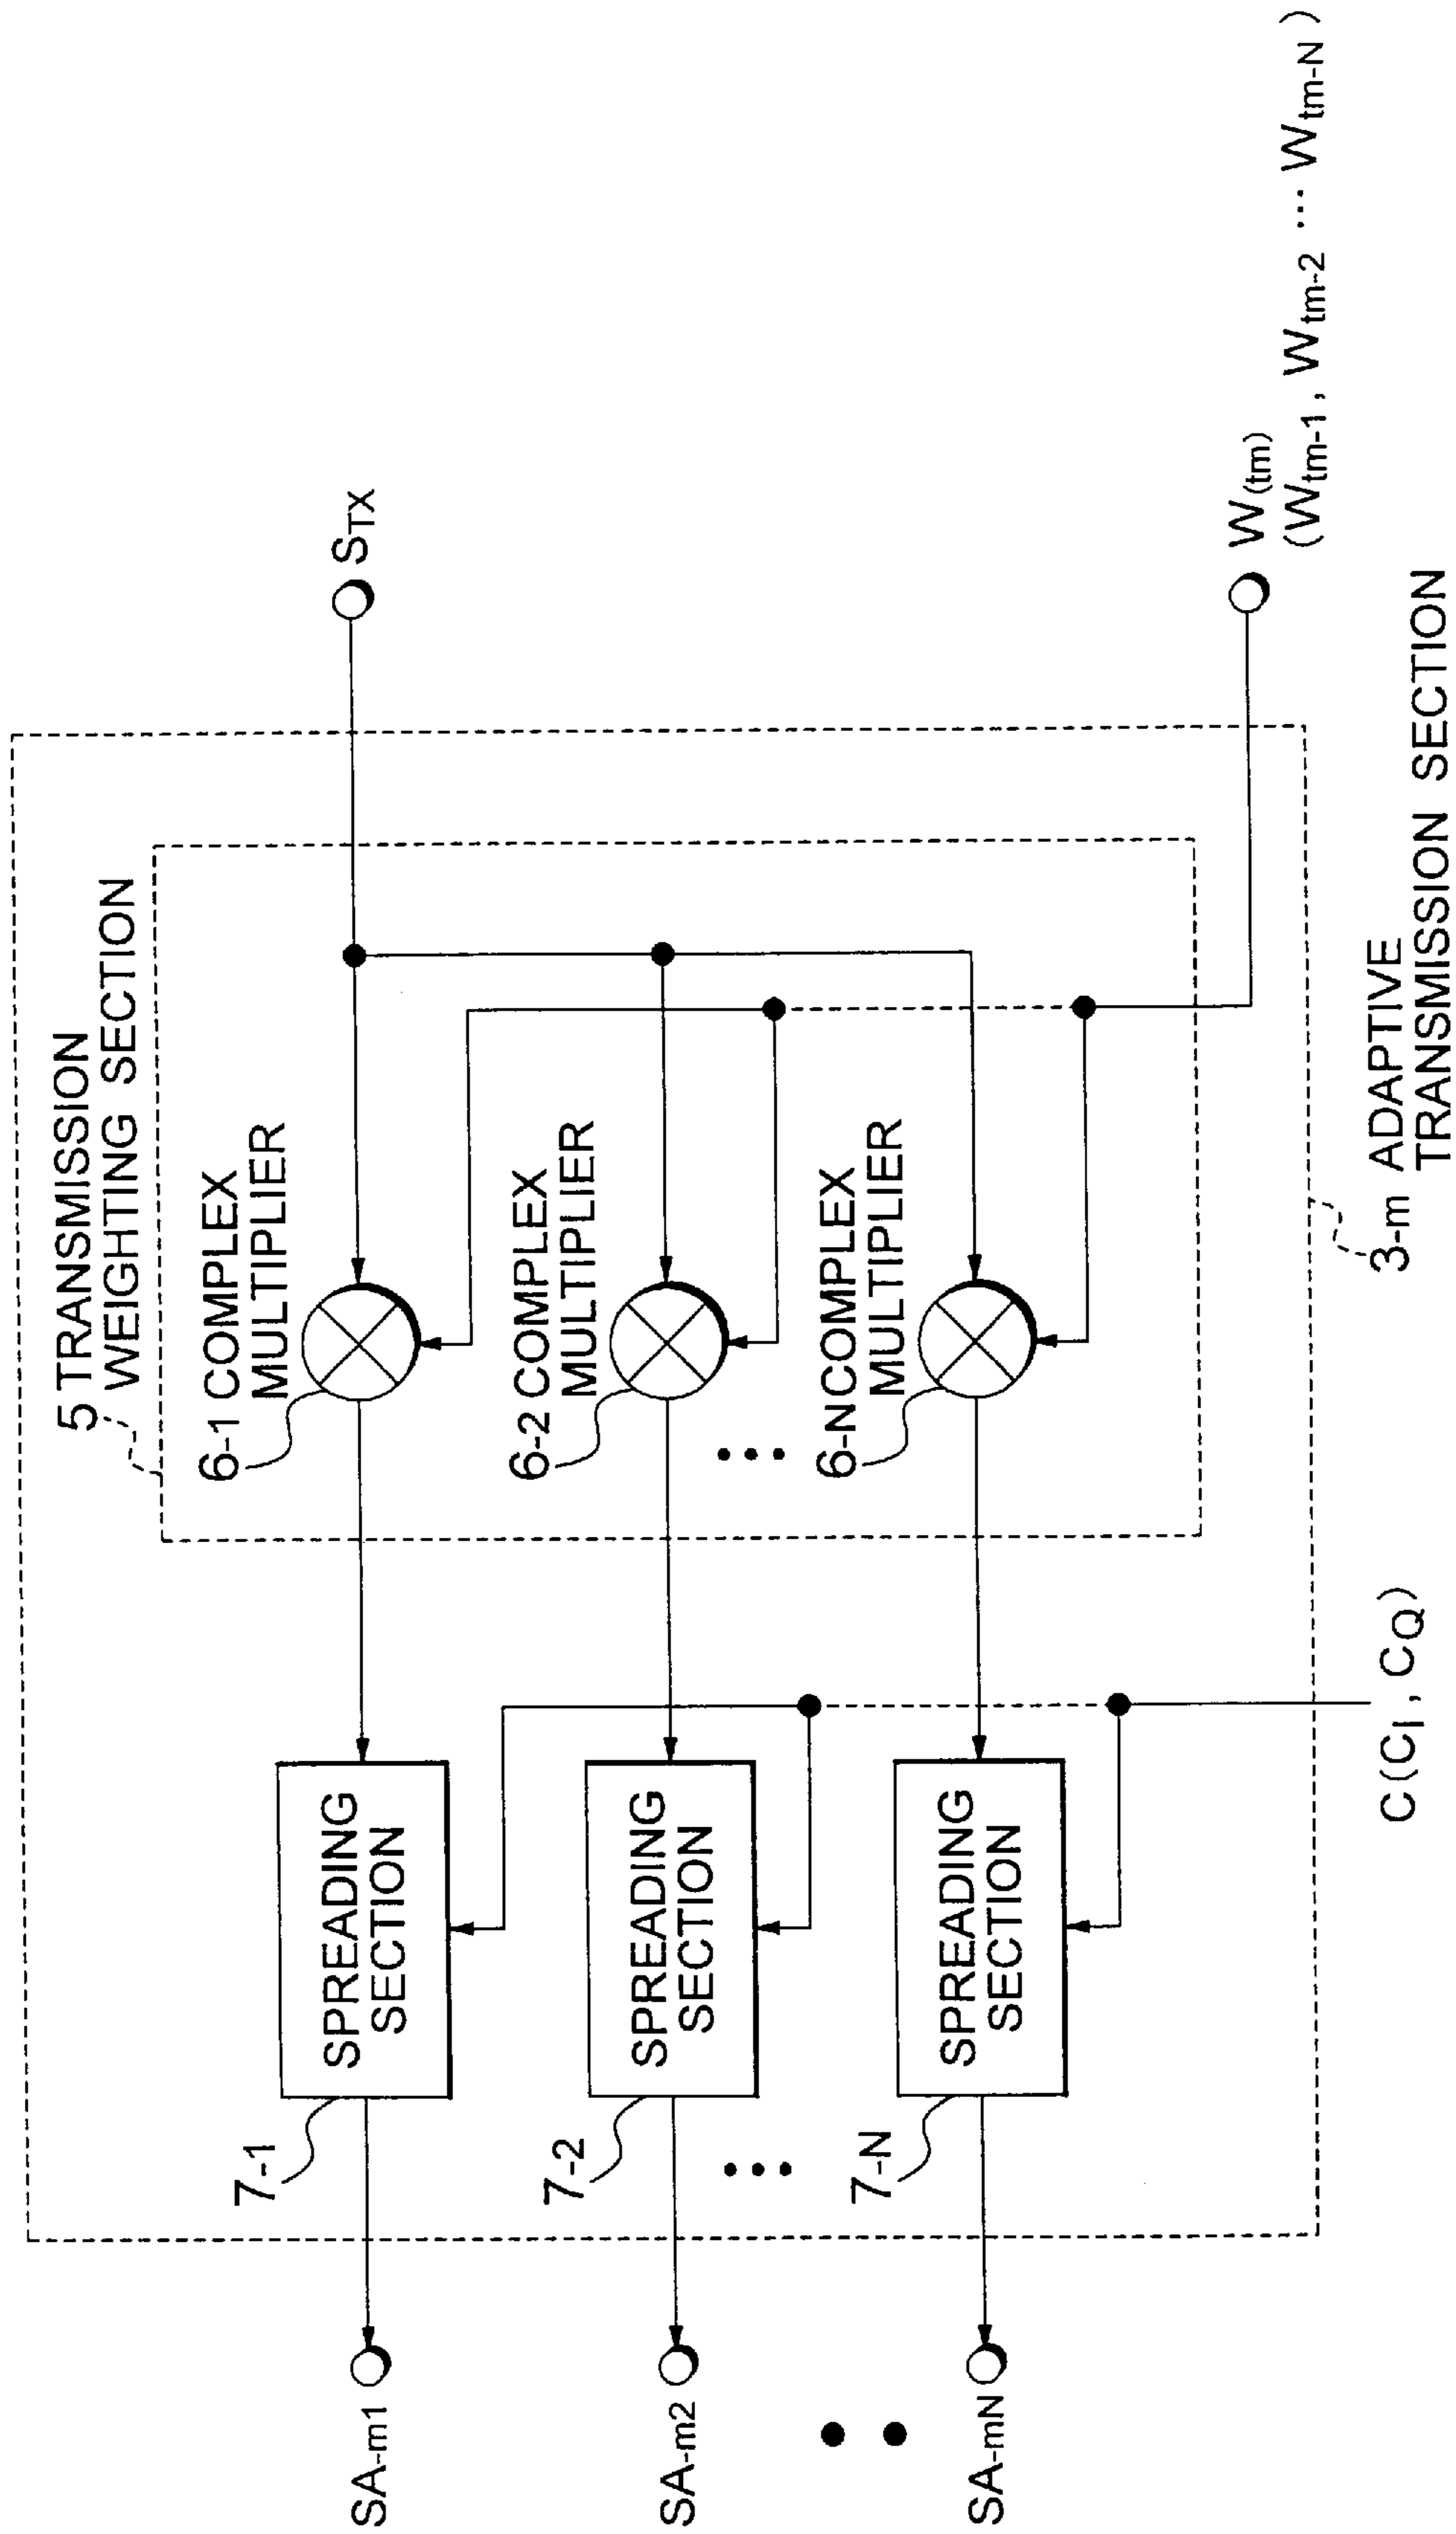 5 TRANSMISSION
WEIGHTING SECTION
6-1 COMPLEX
MULTIPLIER
6-2 COMPLEX
MULTIPLIER
6-N COMPLEX
MULTIPLIER
STX
W(tm)
(Wtm-1, Wtm-2 ··· Wtm-N)
3-m ADAPTIVE
TRANSMISSION SECTION
SPREADING
SECTION
SPREADING
SECTION
SPREADING
SECTION
7-1
7-2
7-N
C(CI, CQ)
SA-m1
SA-m2
SA-mN